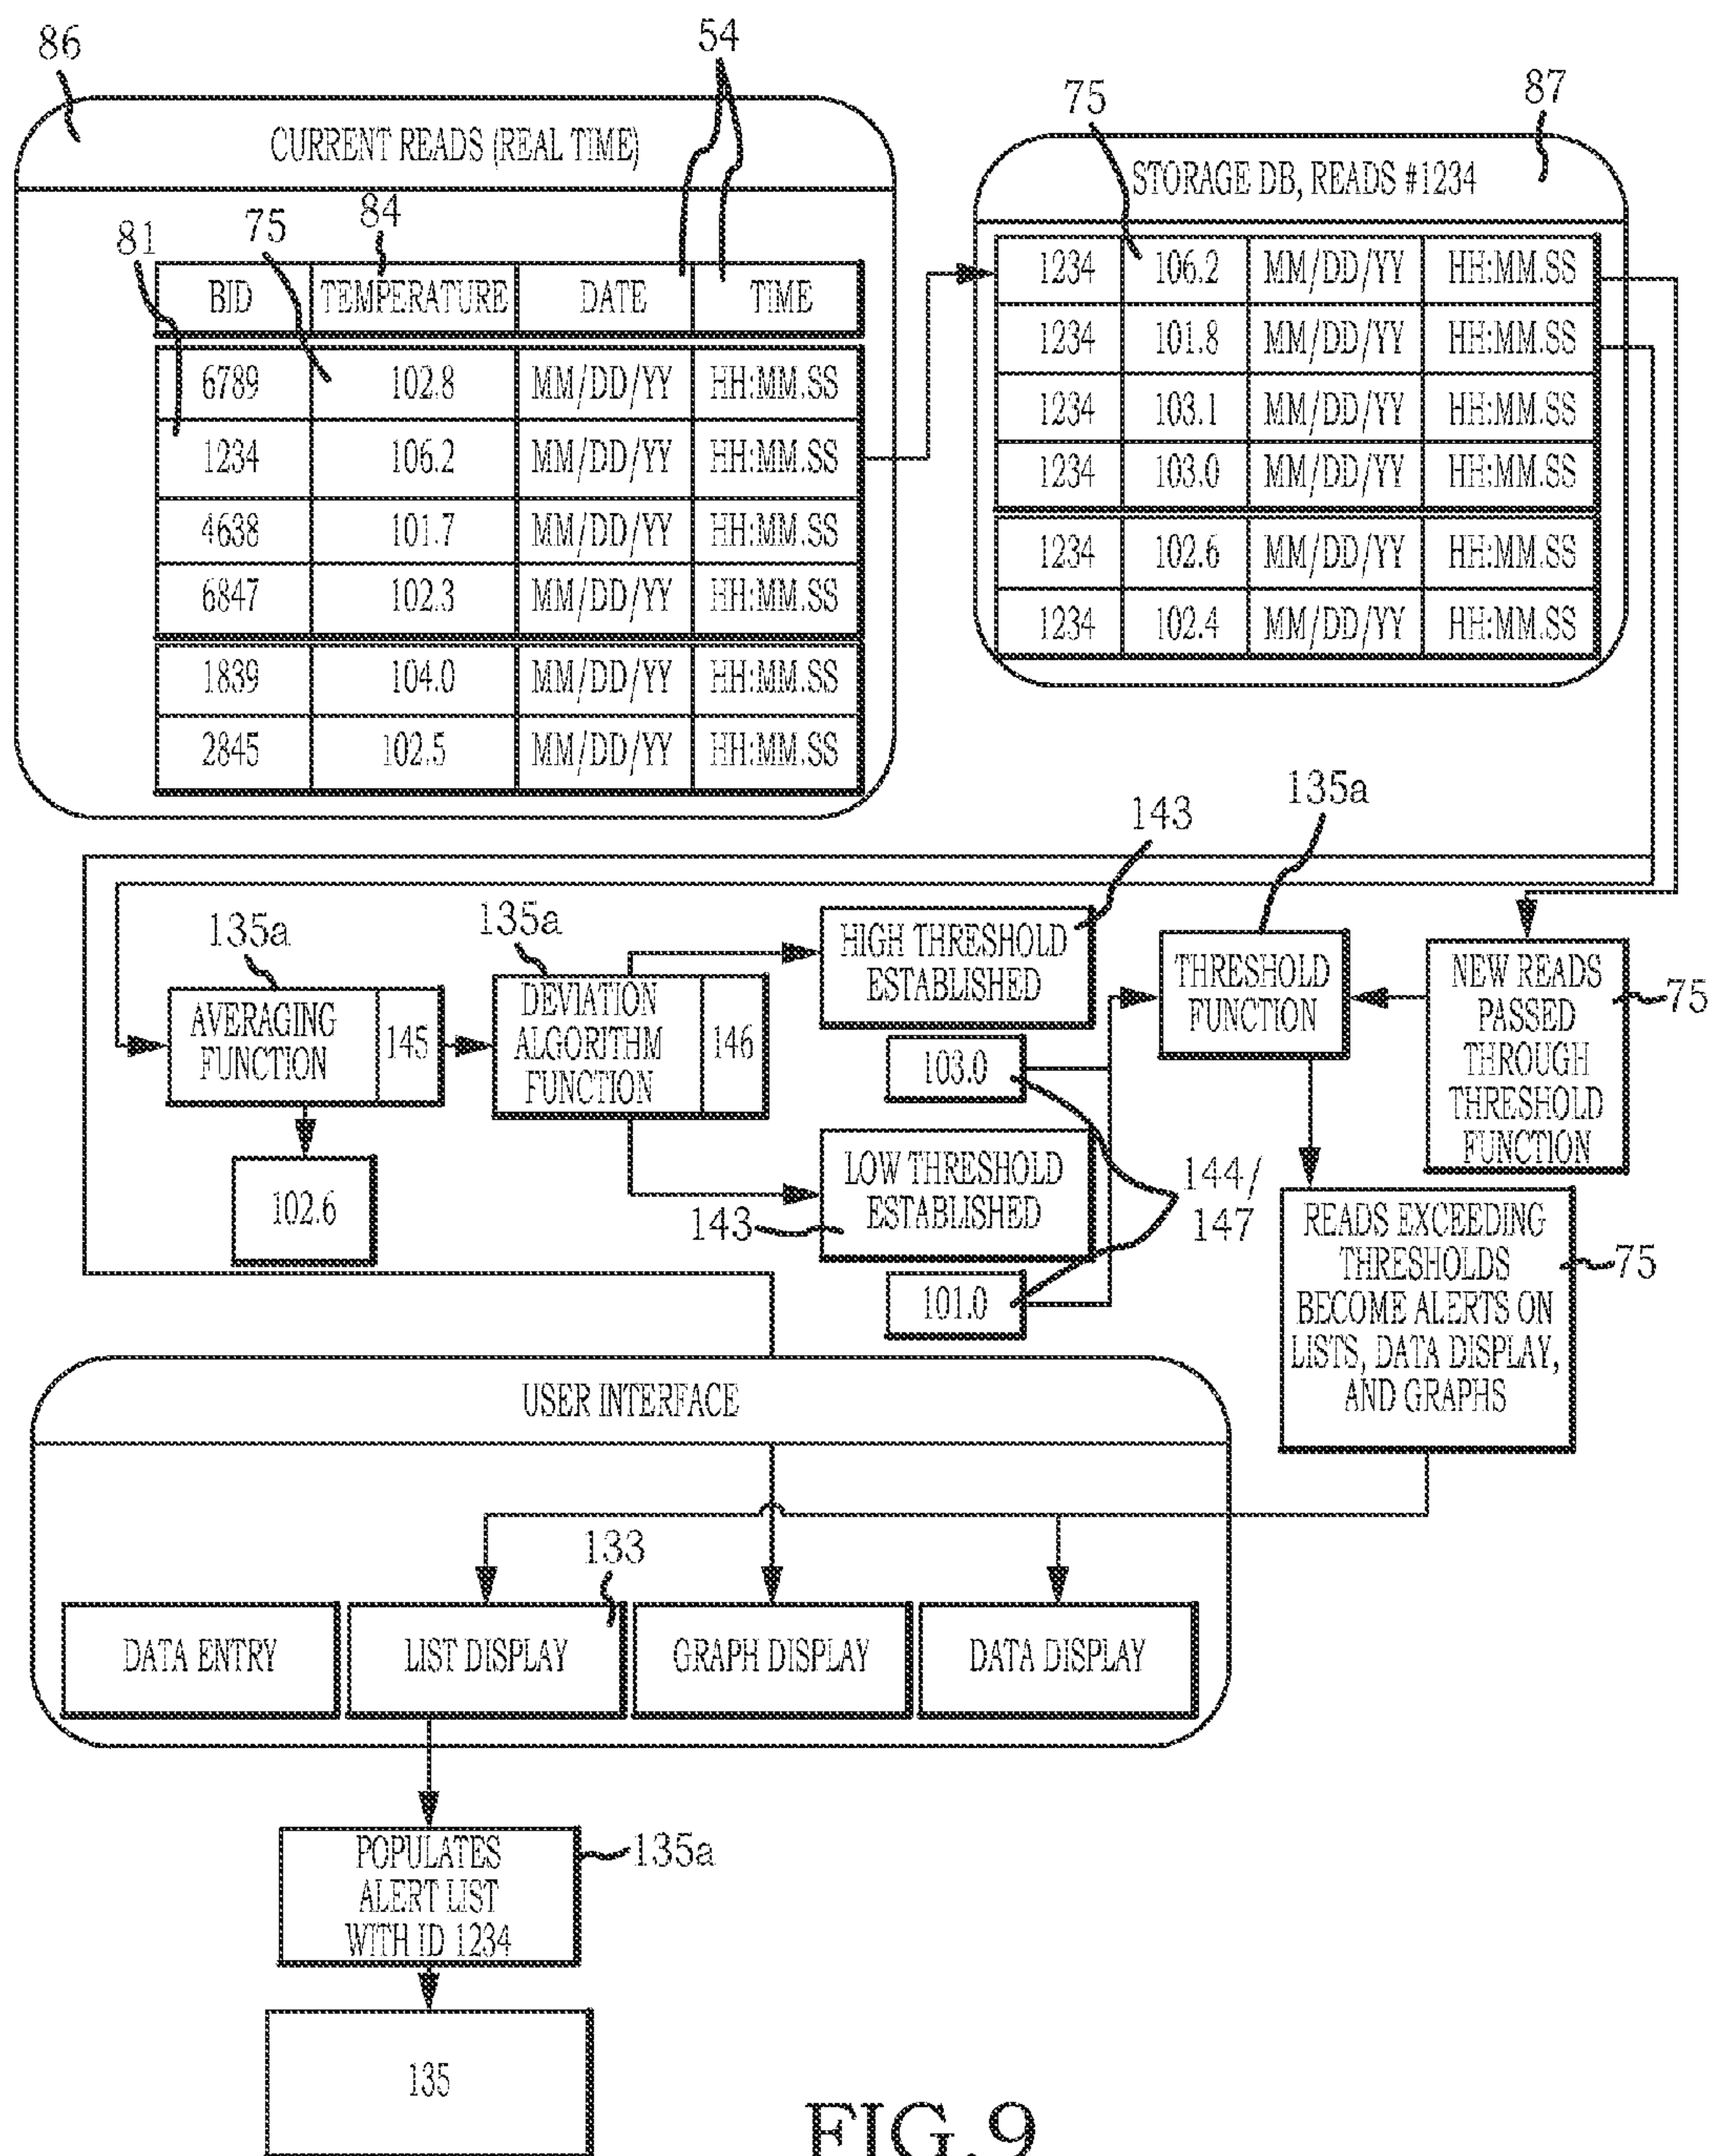 86
54
CURRENT READS (REAL TIME)
81
75
84
BID TEMPERATURE DATE TIME
6789 102.8 MM/DD/YY HH:MM.SS
1234 106.2 MM/DD/YY HH:MM.SS
4638 101.7 MM/DD/YY HH:MM.SS
6847 102.3 MM/DD/YY HH:MM.SS
1839 104.0 MM/DD/YY HH:MM.SS
2845 102.5 MM/DD/YY HH:MM.SS
75
87
STORAGE DB, READS #1234
1234 106.2 MM/DD/YY HH:MM.SS
1234 101.8 MM/DD/YY HH:MM.SS
1234 103.1 MM/DD/YY HH:MM.SS
1234 103.0 MM/DD/YY HH:MM.SS
1234 102.6 MM/DD/YY HH:MM.SS
1234 102.4 MM/DD/YY HH:MM.SS
135a
AVERAGING
FUNCTION
145
102.6
135a
DEVIATION
ALGORITHM
FUNCTION
146
143
HIGH THRESHOLD
ESTABLISHED
103.0
LOW THRESHOLD
ESTABLISHED
143
101.0
144/
147
135a
THRESHOLD
FUNCTION
NEW READS
PASSED
THROUGH
THRESHOLD
FUNCTION
75
READS EXCEEDING
THRESHOLDS
BECOME ALERTS ON
LISTS, DATA DISPLAY,
AND GRAPHS
75
USER INTERFACE
133
DATA ENTRY
LIST DISPLAY
GRAPH DISPLAY
DATA DISPLAY
POPULATES
ALERT LIST
WITH ID 1234
135a
135
FIG.9